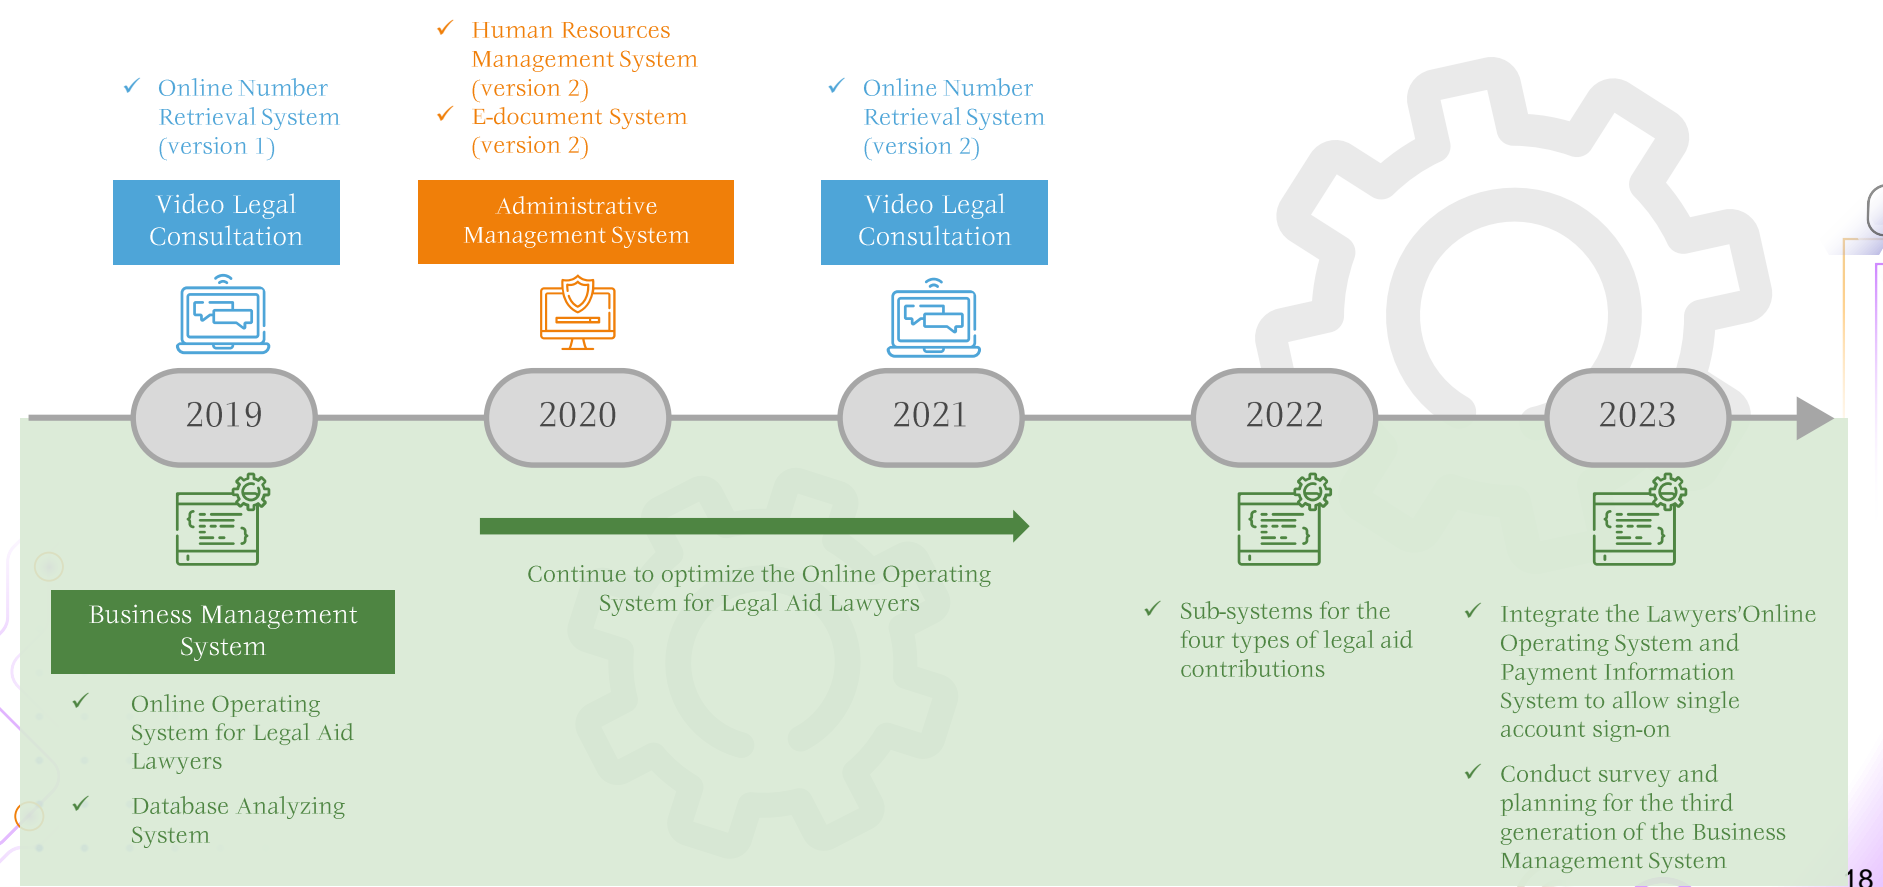 Online Number
Retrieval System
(version 1)
Video Legal
Consultation
Human Resources
Management System
(version 2)
E-document System
(version 2)
Administrative
Management System
Online Number
Retrieval System
(version 2)
Video Legal
Consultation
2019
2020
2021
2022
2023
Business Management
System
Online Operating
System for Legal Aid
Lawyers
Database Analyzing
System
Continue to optimize the Online Operating
System for Legal Aid Lawyers
Sub-systems for the
four types of legal aid
contributions
Integrate the Lawyers'Online
Operating System and
Payment Information
System to allow single
account sign-on
Conduct survey and
planning for the third
generation of the Business
Management System
18